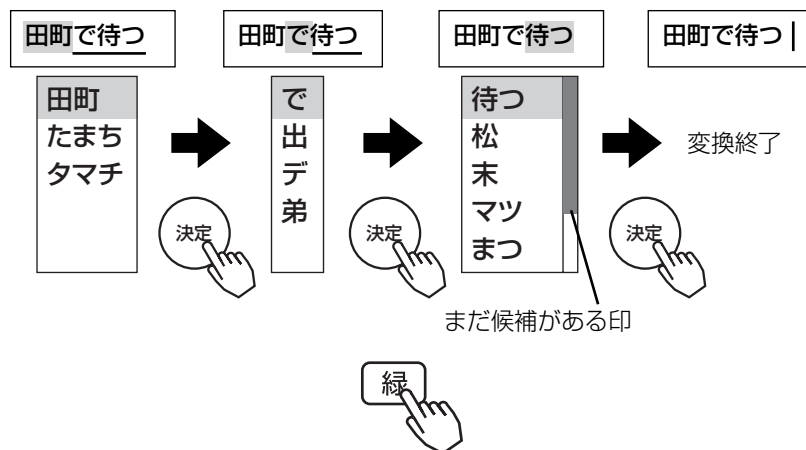 田町で待つ
田町
たまち
タマチ
決定
田町で待つ
で
出
デ
弟
決定
田町で待つ
待つ
松
末
マツ
まつ
まだ候補がある印
決定
田町で待つ
変換終了
緑